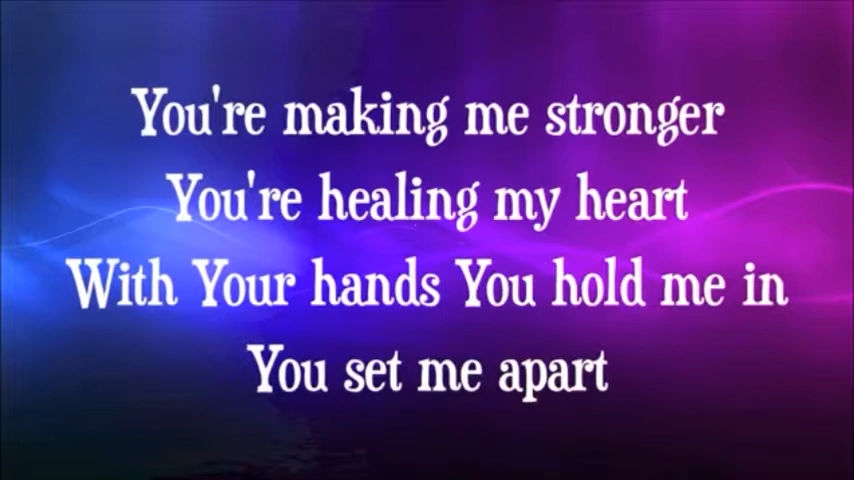 You're making me stronger
You're healing my heart
With Your hands You hold me in
You set me apart